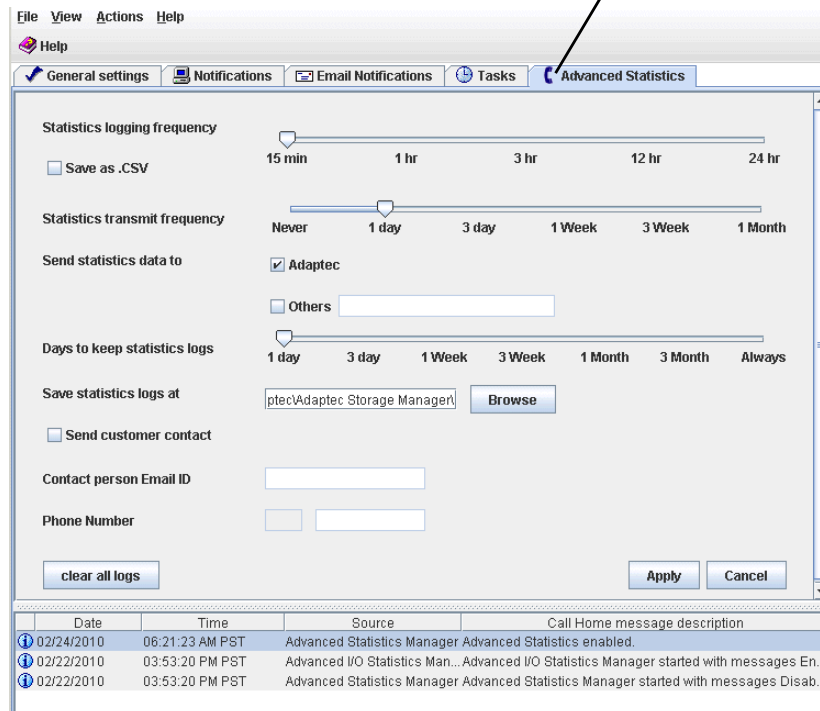 File View Actions Help
Help
General settings Notifications Email Notifications Tasks Advanced Statistics
Statistics logging frequency
15 min 1 hr 3 hr 12 hr 24 hr
Save as .CSV
Statistics transmit frequency
Never 1 day 3 day 1 Week 3 Week 1 Month
Send statistics data to
Adaptec
Others
Days to keep statistics logs
1 day 3 day 1 Week 3 Week 1 Month 3 Month Always
Save statistics logs at
ptec\Adaptec Storage Manager\ Browse
Send customer contact
Contact person Email ID
Phone Number
clear all logs Apply Cancel
Date Time Source Call Home message description
02/24/2010 06:21:23 AM PST Advanced Statistics Manager Advanced Statistics enabled.
02/22/2010 03:53:20 PM PST Advanced I/O Statistics Man... Advanced I/O Statistics Manager started with messages En.
02/22/2010 03:53:20 PM PST Advanced Statistics Manager Advanced Statistics Manager started with messages Disab.